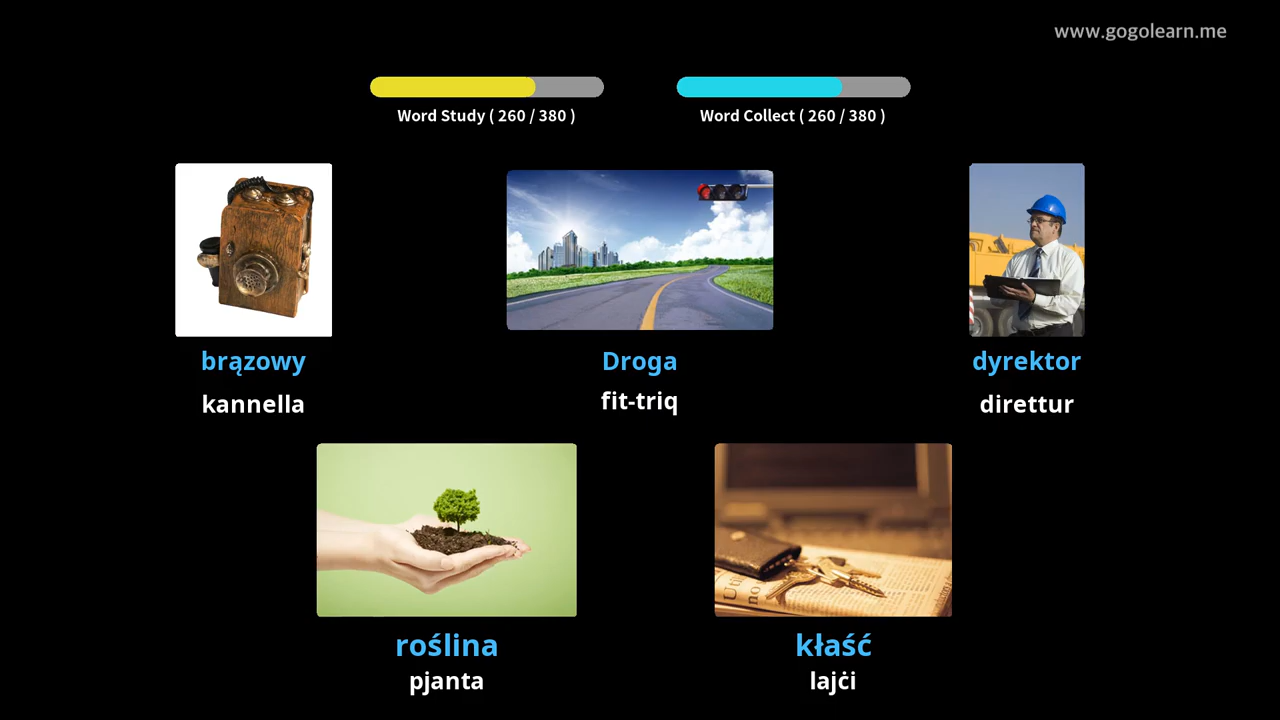 www.gogolearn.me
Word Study ( 260 / 380 )
Word Collect ( 260 / 380 )
brązowy
kannella
Droga
fit-triq
dyrektor
direttur
roślina
pjanta
kłaść
lajċi